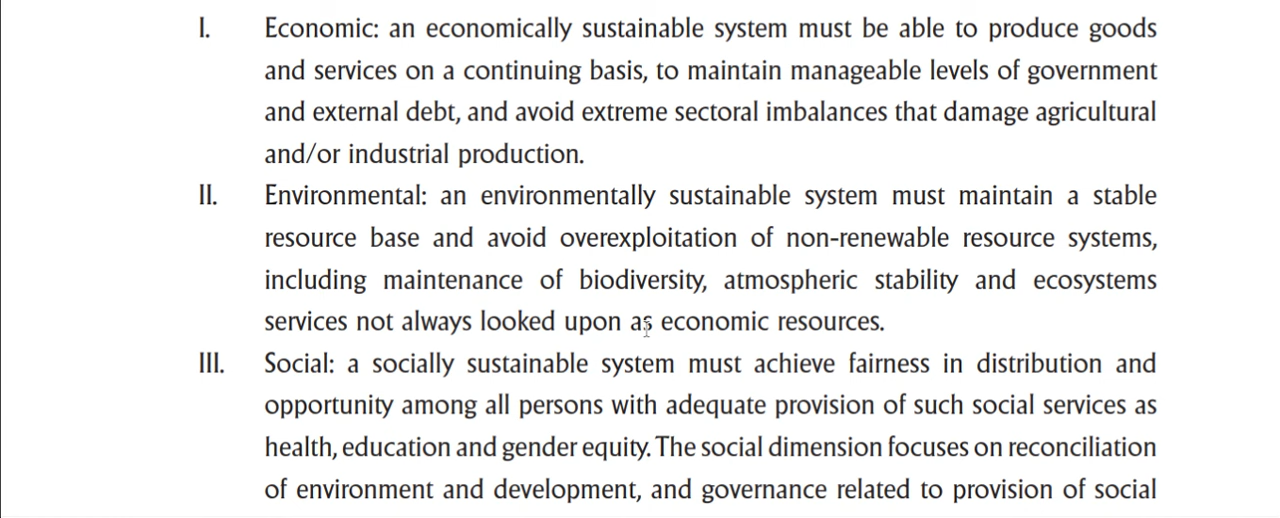 I. Economic: an economically sustainable system must be able to produce goods
and services on a continuing basis, to maintain manageable levels of government
and external debt, and avoid extreme sectoral imbalances that damage agricultural
and/or industrial production.
II. Environmental: an environmentally sustainable system must maintain a stable
resource base and avoid overexploitation of non-renewable resource systems,
including maintenance of biodiversity, atmospheric stability and ecosystems
services not always looked upon as economic resources.
III. Social: a socially sustainable system must achieve fairness in distribution and
opportunity among all persons with adequate provision of such social services as
health, education and gender equity. The social dimension focuses on reconciliation
of environment and development, and governance related to provision of social